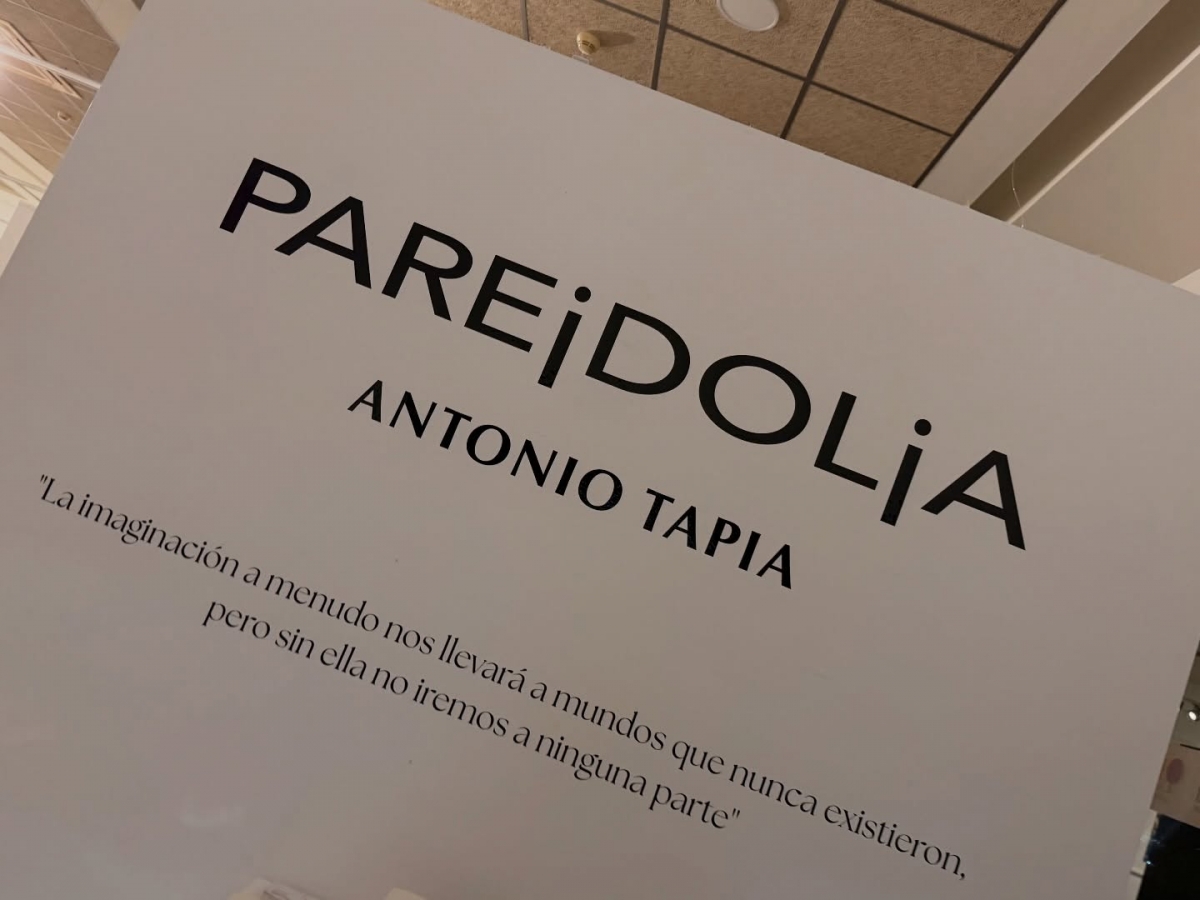 PAREiDOLiA
ANTONIO TAPIA
"La imaginación a menudo nos llevará a mundos que nunca existieron,
pero sin ella no iremos a ninguna parte"